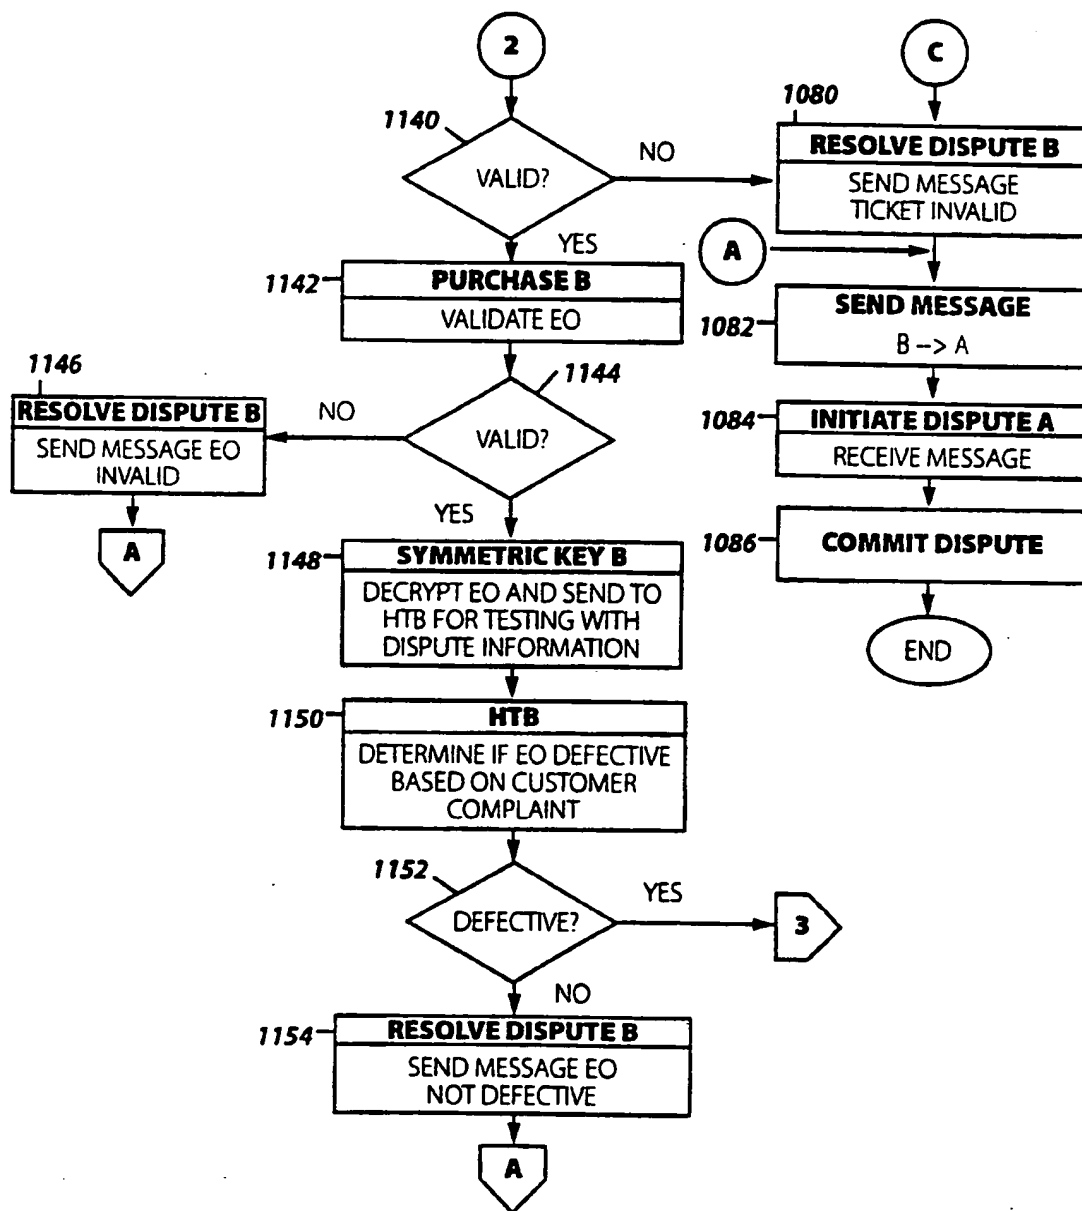 2
1140
VALID?
NO
YES
C
1080
RESOLVE DISPUTE B
SEND MESSAGE
TICKET INVALID
A
1142
PURCHASE B
VALIDATE EO
1082
SEND MESSAGE
B --> A
1144
VALID?
NO
YES
1146
RESOLVE DISPUTE B
SEND MESSAGE EO
INVALID
A
1084
INITIATE DISPUTE A
RECEIVE MESSAGE
1086
COMMIT DISPUTE
END
1148
SYMMETRIC KEY B
DECRYPT EO AND SEND TO
HTB FOR TESTING WITH
DISPUTE INFORMATION
1150
HTB
DETERMINE IF EO DEFECTIVE
BASED ON CUSTOMER
COMPLAINT
1152
DEFECTIVE?
YES
3
NO
1154
RESOLVE DISPUTE B
SEND MESSAGE EO
NOT DEFECTIVE
A